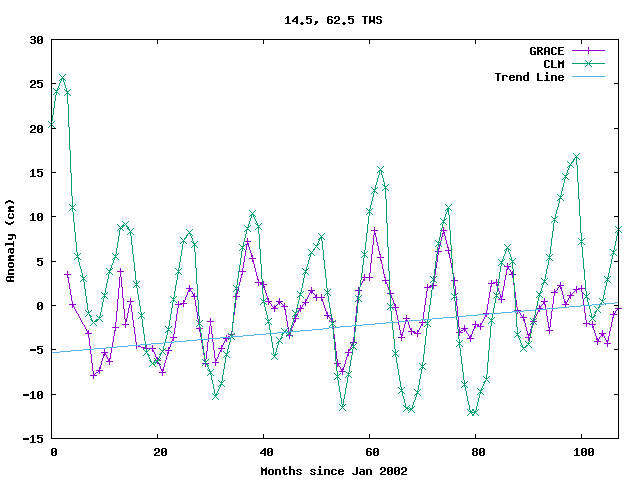 14.5, 62.5 TWS
GRACE
CLM
Trend Line
Anomaly (cm)
30
25
20
15
10
5
0
-5
-10
-15
0 20 40 60 80 100
Months since Jan 2002